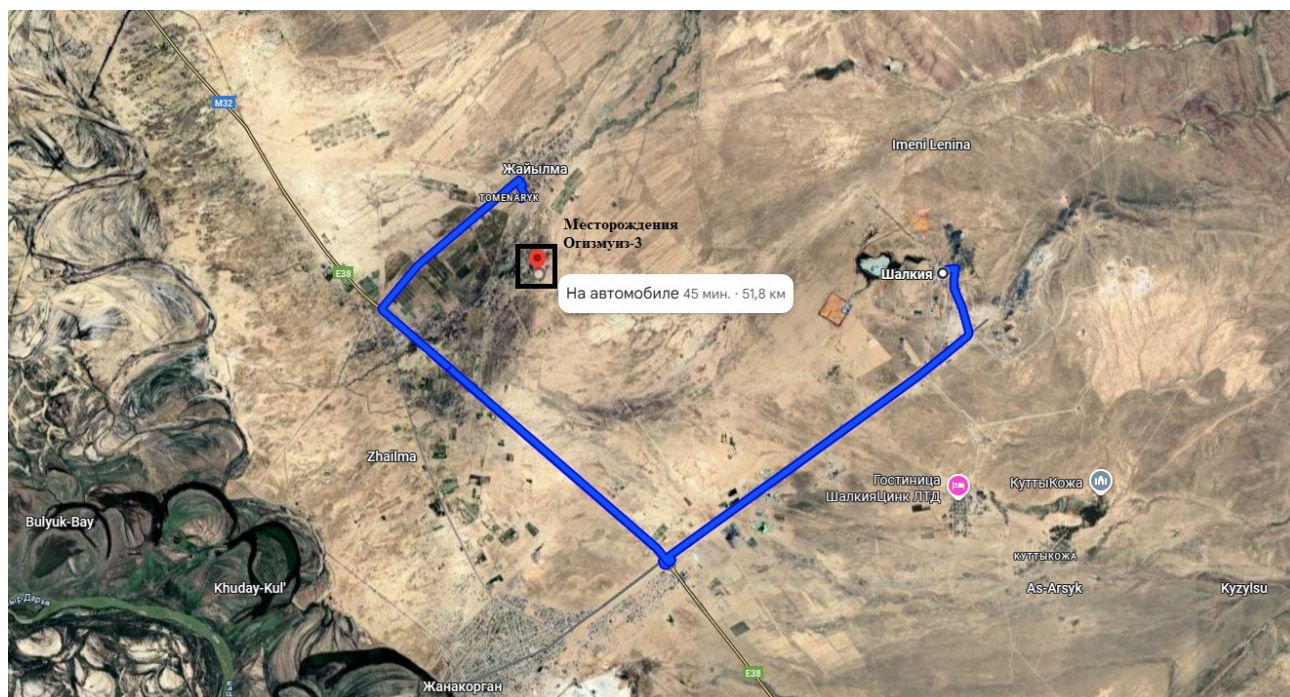 M32
Imeni Lenina
Жайылма
TOMENARYK
Месторождения
Огизмуиз-3
E38
Шалкия
На автомобиле 45 мин. · 51,8 км
Zhailma
Гостиница
ШалкияЦинк ЛТД
КуттыКожа
Bulyuk-Bay
КУТТЫКОЖА
Khuday-Kul'
As-Arsyk
Kyzylsu
E38
Жанакорган